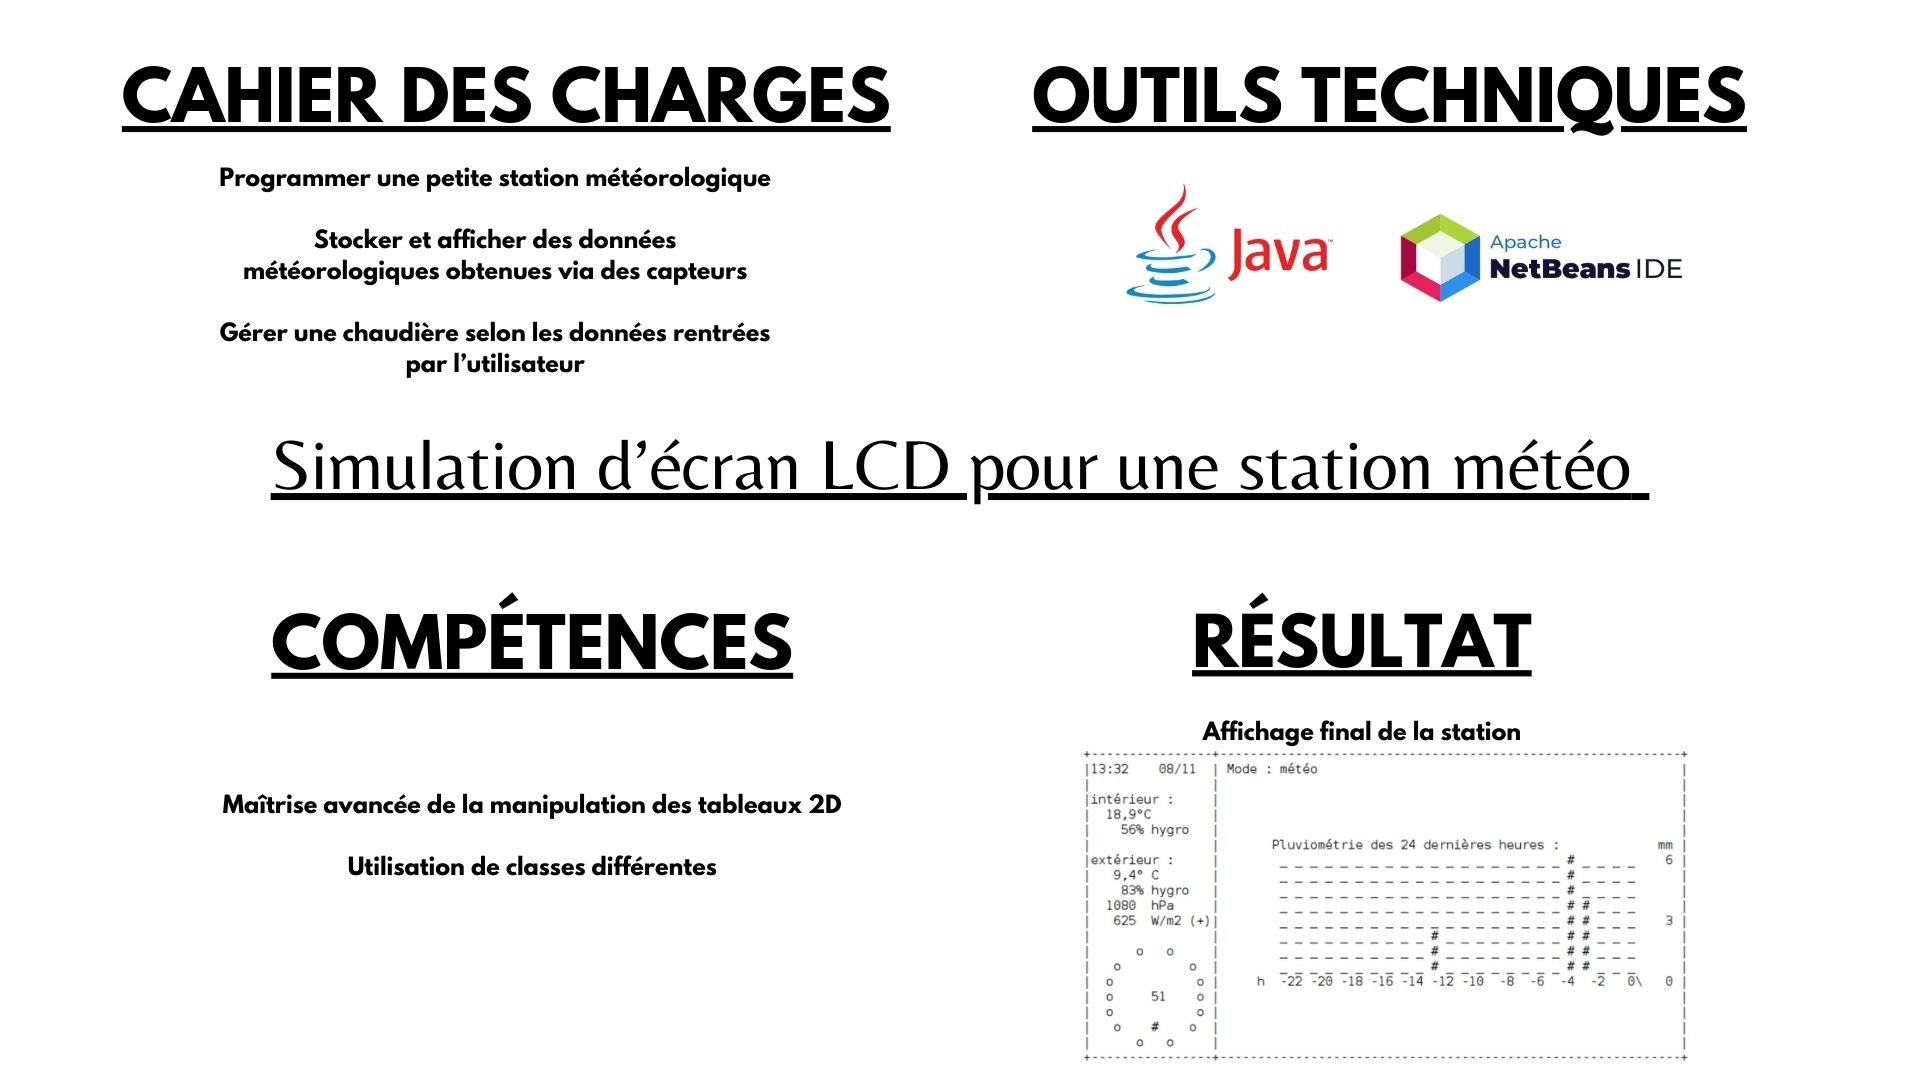 CAHIER DES CHARGES
Programmer une petite station météorologique
Stocker et afficher des données
météorologiques obtenues via des capteurs
Gérer une chaudière selon les données rentrées
par l’utilisateur
OUTILS TECHNIQUES
Java™
Apache
NetBeans IDE
Simulation d’écran LCD pour une station météo
COMPÉTENCES
Maîtrise avancée de la manipulation des tableaux 2D
Utilisation de classes différentes
RÉSULTAT
Affichage final de la station
13:32 08/11 | Mode : météo
intérieur :
18,9°C
56% hygro
extérieur :
9,4° C
83% hygro
1080 hPa
625 W/m2 (+)
51
#
Pluviométrie des 24 dernières heures : mm
# 6
#
#
# #
# # 3
# # #
# # #
# # #
h -22 -20 -18 -16 -14 -12 -10 -8 -6 -4 -2 0\ 0